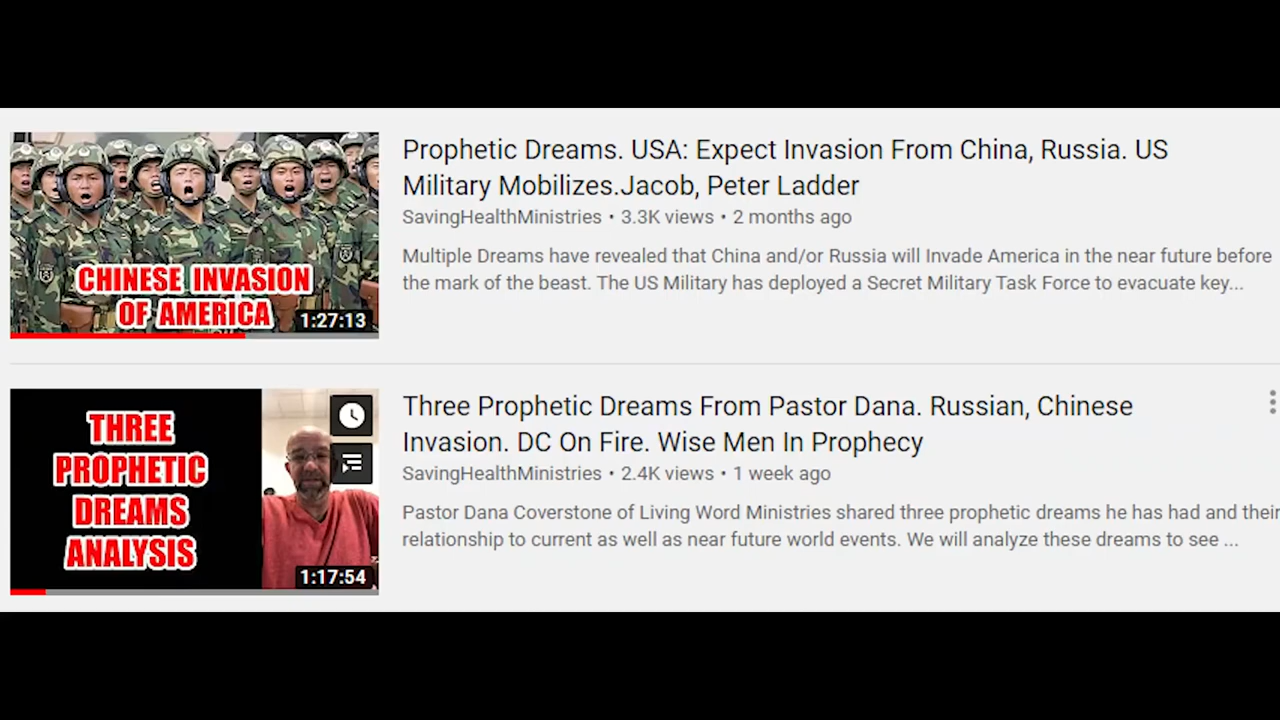 Prophetic Dreams. USA: Expect Invasion From China, Russia. US
Military Mobilizes.Jacob, Peter Ladder
SavingHealthMinistries • 3.3K views • 2 months ago
Multiple Dreams have revealed that China and/or Russia will Invade America in the near future before
the mark of the beast. The US Military has deployed a Secret Military Task Force to evacuate key...
CHINESE INVASION
OF AMERICA
1:27:13
Three Prophetic Dreams From Pastor Dana. Russian, Chinese
Invasion. DC On Fire. Wise Men In Prophecy
SavingHealthMinistries • 2.4K views • 1 week ago
Pastor Dana Coverstone of Living Word Ministries shared three prophetic dreams he has had and their
relationship to current as well as near future world events. We will analyze these dreams to see ...
THREE
PROPHETIC
DREAMS
ANALYSIS
1:17:54